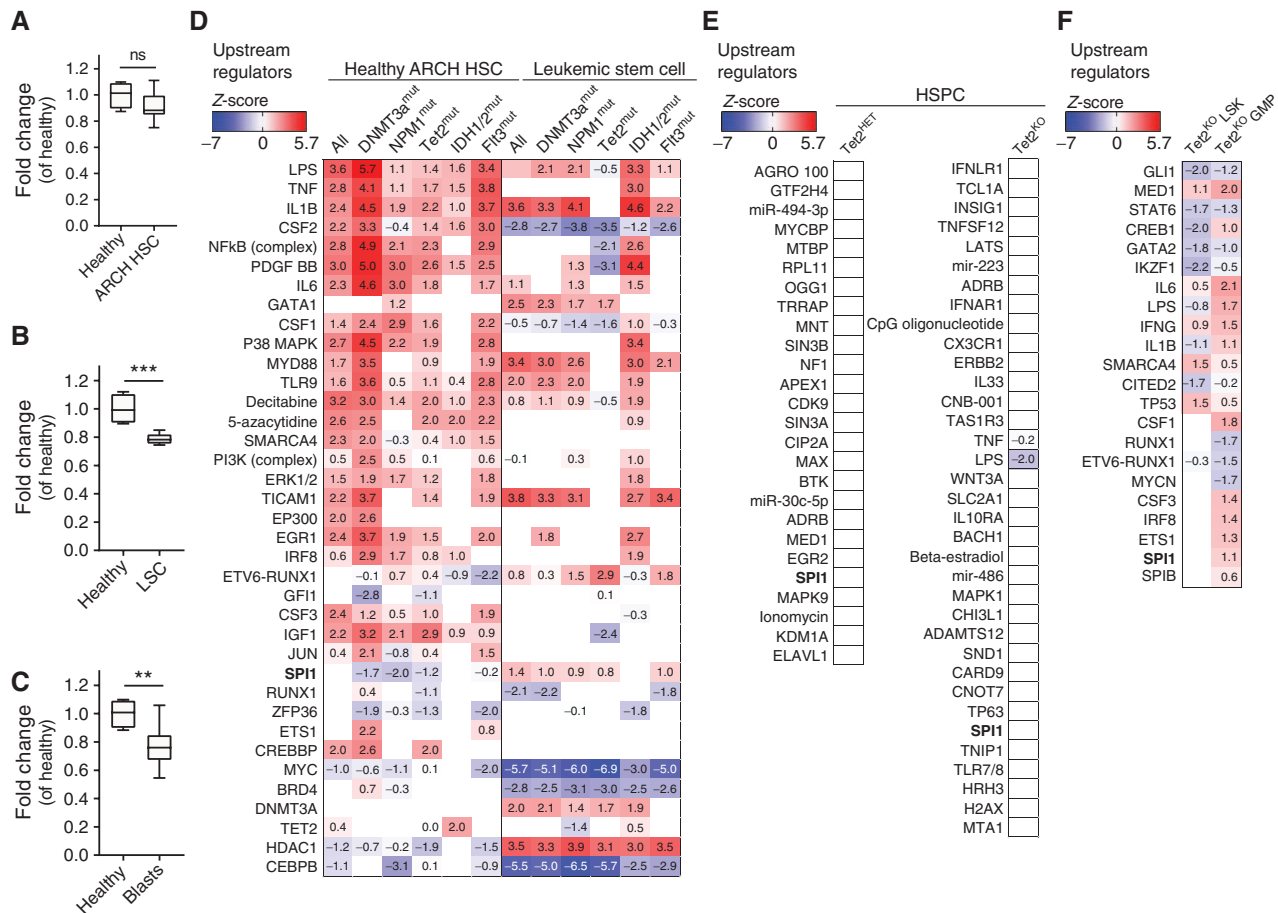 A
Fold change
(of healthy)
1.2
1.0
0.8
0.6
0.4
0.2
0.0
ns
Healthy
ARCH HSC
B
Fold change
(of healthy)
1.2
1.0
0.8
0.6
0.4
0.2
0.0
***
Healthy
LSC
C
Fold change
(of healthy)
1.2
1.0
0.8
0.6
0.4
0.2
0.0
**
Healthy
Blasts
D
Upstream
regulators
Z-score
−7 0 5.7
Healthy ARCH HSC Leukemic stem cell
All DNMT3a^mut NPM1^mut Tet2^mut IDH1/2^mut Flt3^mut All DNMT3a^mut NPM1^mut Tet2^mut IDH1/2^mut Flt3^mut
LPS 3.6 5.7 1.1 1.4 1.6 3.4 2.1 2.1 −0.5 3.3 1.1
TNF 2.8 4.1 1.1 1.7 1.5 3.8 3.0
IL1B 2.4 4.5 1.9 2.2 1.0 3.7 3.6 3.3 4.1 4.6 2.2
CSF2 2.2 3.3 −0.4 1.4 1.6 3.0 −2.8 −2.7 −3.8 −3.5 −1.2 −2.6
NFkB (complex) 2.8 4.9 2.1 2.3 2.9 −2.1 2.6
PDGF BB 3.0 5.0 3.0 2.6 1.5 2.5 1.3 −3.1 4.4
IL6 2.3 4.6 3.0 1.8 1.7 1.1 1.3 1.5
GATA1 1.2 2.5 2.3 1.7 1.7
CSF1 1.4 2.4 2.9 1.6 2.2 −0.5 −0.7 −1.4 −1.6 1.0 −0.3
P38 MAPK 2.7 4.5 2.2 1.9 2.8 3.4
MYD88 1.7 3.5 0.9 1.9 3.4 3.0 2.8 3.0 2.1
TLR9 1.6 3.6 0.5 1.1 0.4 2.8 2.0 2.3 2.0 1.9
Decitabine 3.2 3.0 1.4 2.0 1.0 2.3 0.8 1.1 0.9 −0.5 1.9
5-azacytidine 2.6 2.5 2.0 2.0 2.2 0.9
SMARCA4 2.3 2.0 −0.3 0.4 1.0 1.5
PI3K (complex) 0.5 2.5 0.5 0.1 0.6 −0.1 0.3 1.0
ERK1/2 1.5 1.9 1.7 1.2 1.8 1.8
TICAM1 2.2 3.7 1.4 1.9 3.8 3.3 3.1 2.7 3.4
EP300 2.0 2.6
EGR1 2.4 3.7 1.9 1.5 2.0 1.8 2.7
IRF8 0.6 2.9 1.7 0.8 1.0 1.9
ETV6-RUNX1 −0.1 0.7 0.4 −0.9 −2.2 0.8 0.3 1.5 2.9 −0.3 1.8
GFI1 −2.8 −1.1 0.1
CSF3 2.4 1.2 0.5 1.0 1.9 −0.3
IGF1 2.2 3.2 2.1 2.9 0.9 0.9 −2.4
JUN 0.4 2.1 −0.8 0.4 1.5
SPI1 −1.7 −2.0 −1.2 −0.2 1.4 1.0 0.9 0.8 1.0
RUNX1 0.4 −1.1 −2.1 −2.2 −1.8
ZFP36 −1.9 −0.3 −1.3 −2.0 −0.1 −1.8
ETS1 2.2 0.8
CREBBP 2.0 2.6 2.0
MYC −1.0 −0.6 −1.1 0.1 −2.0 −5.7 −5.1 −6.0 −6.9 −3.0 −5.0
BRD4 0.7 −0.3 −2.8 −2.5 −3.1 −3.0 −2.5 −2.6
DNMT3A 2.0 2.1 1.4 1.7 1.9
TET2 0.4 0.0 2.0 −1.4 0.5
HDAC1 −1.2 −0.7 −0.2 −1.9 −1.5 3.5 3.3 3.9 3.1 3.0 3.5
CEBPB −1.1 −3.1 0.1 −0.9 −5.5 −5.0 −6.5 −5.7 −2.5 −2.9
E
Upstream
regulators
Z-score
−7 0 5.7
HSPC
Tet2^HET
AGRO 100
GTF2H4
miR-494-3p
MYCBP
MTBP
RPL11
OGG1
TRRAP
MNT
SIN3B
NF1
APEX1
CDK9
SIN3A
CIP2A
MAX
BTK
miR-30c-5p
ADRB
MED1
EGR2
SPI1
MAPK9
Ionomycin
KDM1A
ELAVL1
Tet2^KO
IFNLR1
TCL1A
INSIG1
TNFSF12
LATS
mir-223
ADRB
IFNAR1
CpG oligonucleotide
CX3CR1
ERBB2
IL33
CNB-001
TAS1R3
TNF −0.2
LPS −2.0
WNT3A
SLC2A1
IL10RA
BACH1
Beta-estradiol
mir-486
MAPK1
CHI3L1
ADAMTS12
SND1
CARD9
CNOT7
TP63
SPI1
TNIP1
TLR7/8
HRH3
H2AX
MTA1
F
Upstream
regulators
Z-score
−7 0 5.7
Tet2^KO LSK Tet2^KO GMP
GLI1 −2.0 −1.2
MED1 1.1 2.0
STAT6 −1.7 −1.3
CREB1 −2.0 1.0
GATA2 −1.8 −1.0
IKZF1 −2.2 −0.5
IL6 0.5 2.1
LPS −0.8 1.7
IFNG 0.9 1.5
IL1B −1.1 1.1
SMARCA4 1.5 0.5
CITED2 −1.7 −0.2
TP53 1.5 0.5
CSF1 1.8
RUNX1 −1.7
ETV6-RUNX1 −0.3 −1.5
MYCN −1.7
CSF3 1.4
IRF8 1.4
ETS1 1.3
SPI1 1.1
SPIB 0.6